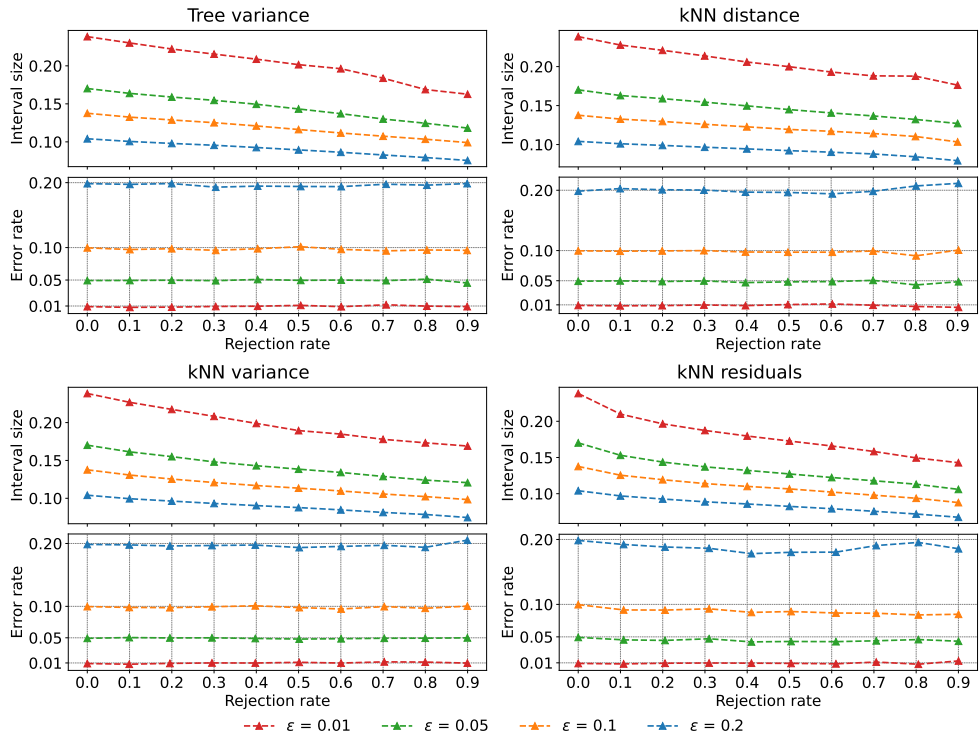 Tree variance
Interval size
0.20
0.15
0.10
Error rate
0.20
0.10
0.05
0.01
0.0 0.1 0.2 0.3 0.4 0.5 0.6 0.7 0.8 0.9
Rejection rate
kNN distance
Interval size
0.20
0.15
0.10
Error rate
0.20
0.10
0.05
0.01
0.0 0.1 0.2 0.3 0.4 0.5 0.6 0.7 0.8 0.9
Rejection rate
kNN variance
Interval size
0.20
0.15
0.10
Error rate
0.20
0.10
0.05
0.01
0.0 0.1 0.2 0.3 0.4 0.5 0.6 0.7 0.8 0.9
Rejection rate
kNN residuals
Interval size
0.20
0.15
0.10
Error rate
0.20
0.10
0.05
0.01
0.0 0.1 0.2 0.3 0.4 0.5 0.6 0.7 0.8 0.9
Rejection rate
ε = 0.01 ε = 0.05 ε = 0.1 ε = 0.2